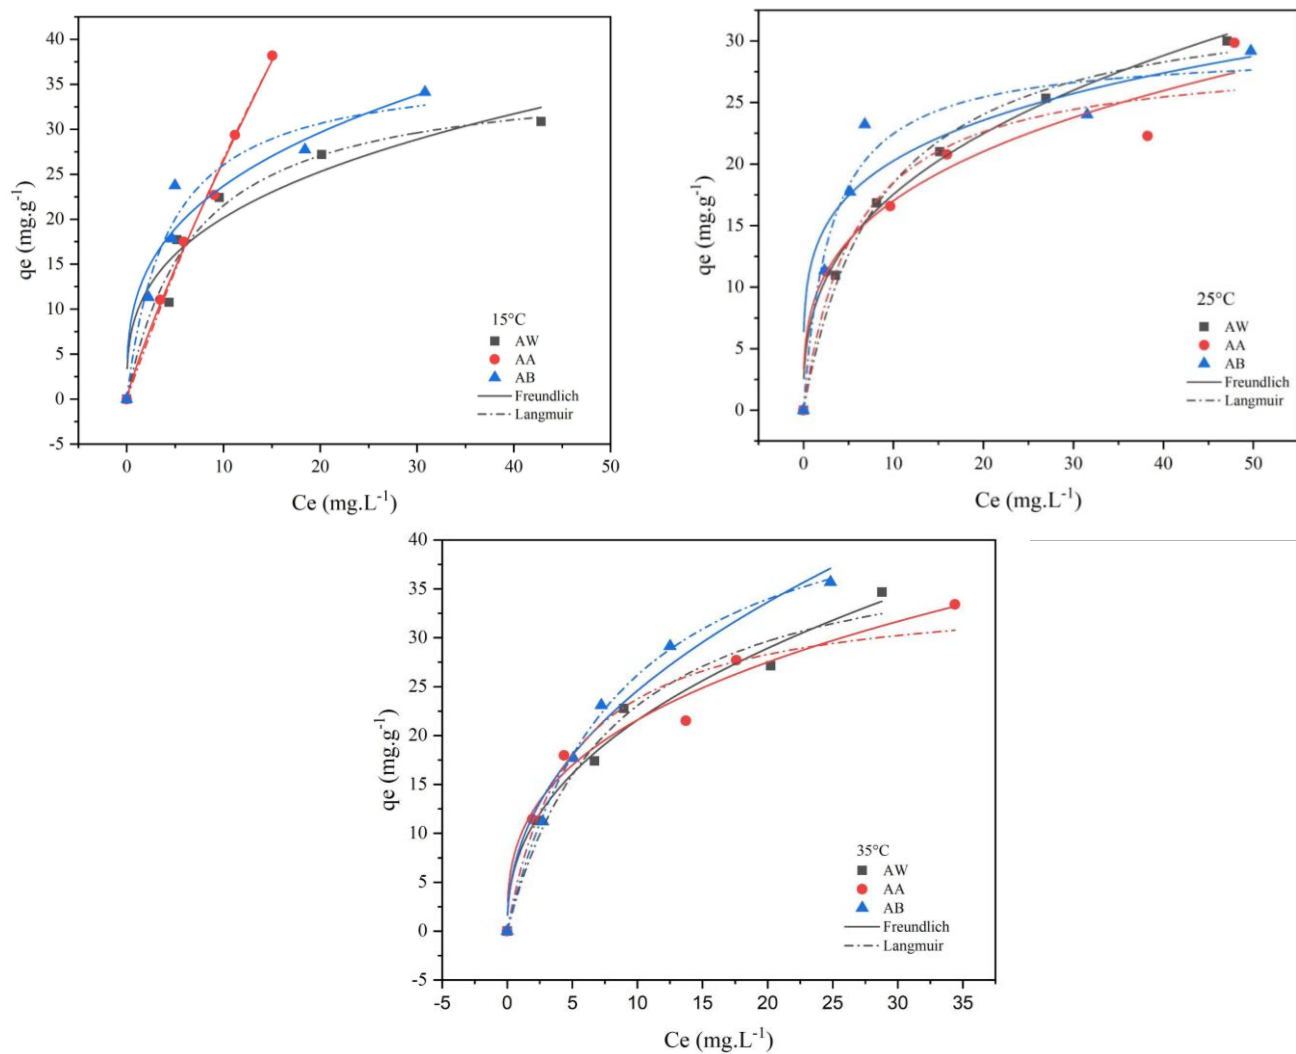 45
40
35
30
25
20
15
10
5
0
-5
qe (mg.g⁻¹)
15°C
AW
AA
AB
Freundlich
Langmuir
0 10 20 30 40 50
Ce (mg.L⁻¹)
30
25
20
15
10
5
0
qe (mg.g⁻¹)
25°C
AW
AA
AB
Freundlich
Langmuir
0 10 20 30 40 50
Ce (mg.L⁻¹)
40
35
30
25
20
15
10
5
0
-5
qe (mg.g⁻¹)
35°C
AW
AA
AB
Freundlich
Langmuir
-5 0 5 10 15 20 25 30 35
Ce (mg.L⁻¹)